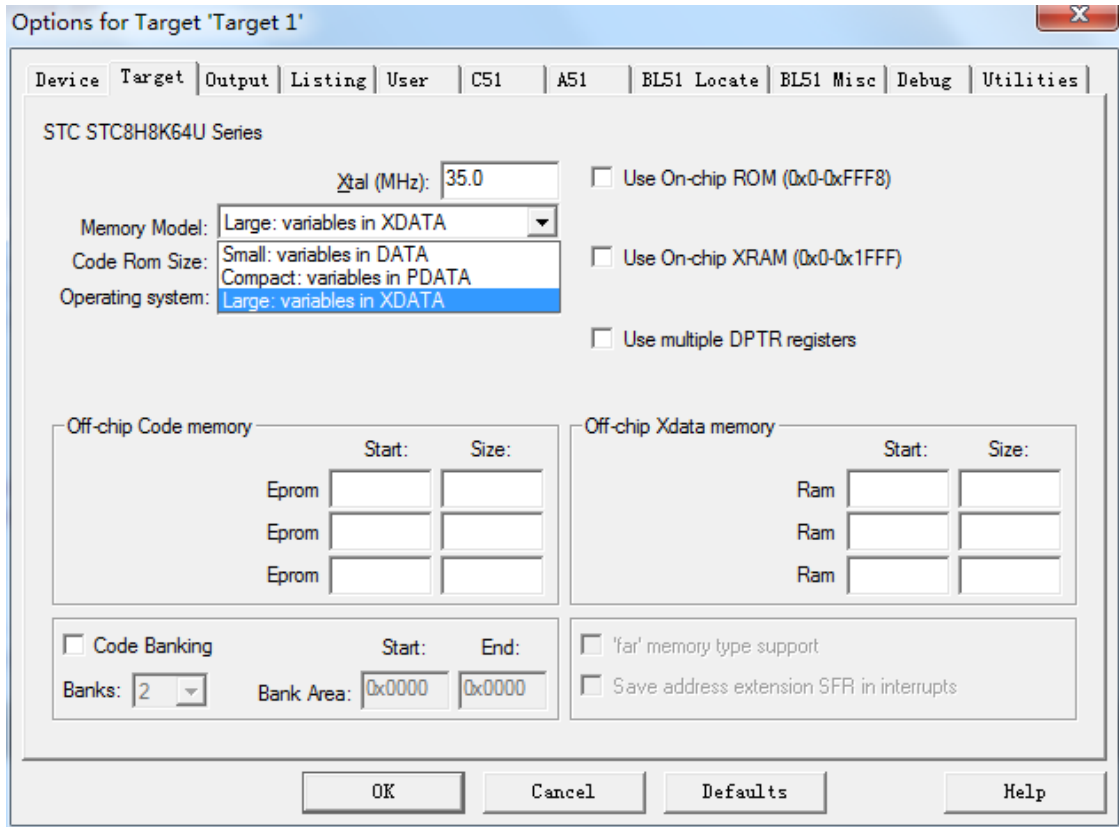 Options for Target 'Target 1'
Device Target Output Listing User C51 A51 BL51 Locate BL51 Misc Debug Utilities
STC STC8H8K64U Series
Xtal (MHz): 35.0
Use On-chip ROM (0x0-0xFFF8)
Memory Model: Large: variables in XDATA
Small: variables in DATA
Code Rom Size:
Use On-chip XRAM (0x0-0x1FFF)
Compact: variables in PDATA
Operating system:
Large: variables in XDATA
Use multiple DPTR registers
Off-chip Code memory
Start: Size:
Eprom
Eprom
Eprom
Off-chip Xdata memory
Start: Size:
Ram
Ram
Ram
Code Banking Start: End:
Banks: 2 Bank Area: 0x0000 0x0000
'far' memory type support
Save address extension SFR in interrupts
OK Cancel Defaults Help